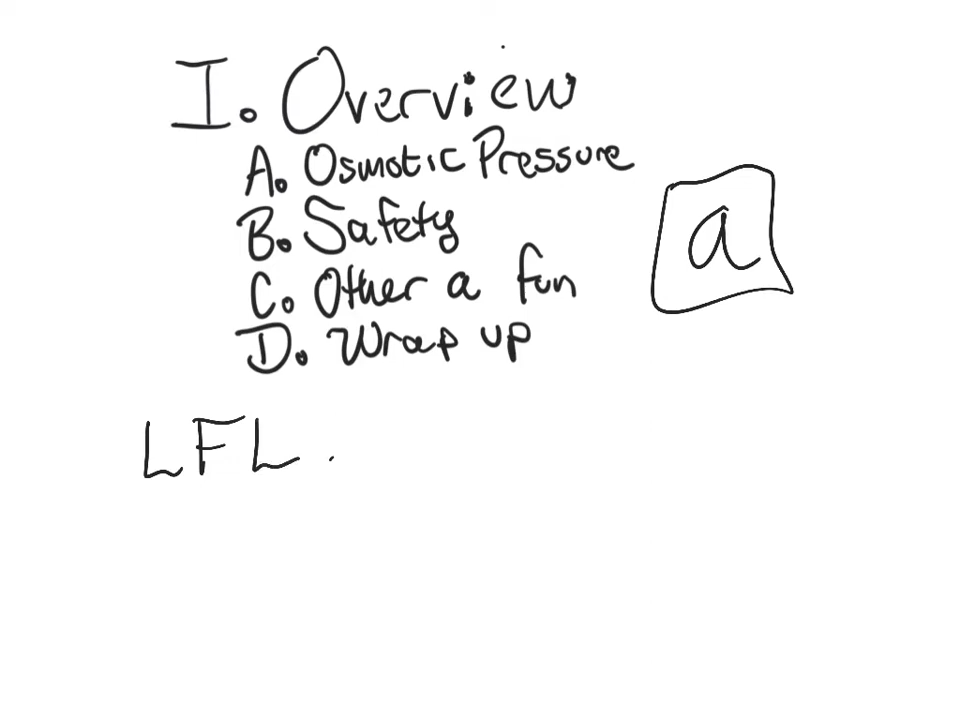 I. Overview
A. Osmotic Pressure
B. Safety
C. Other a fun
D. Wrap up
a
LFL